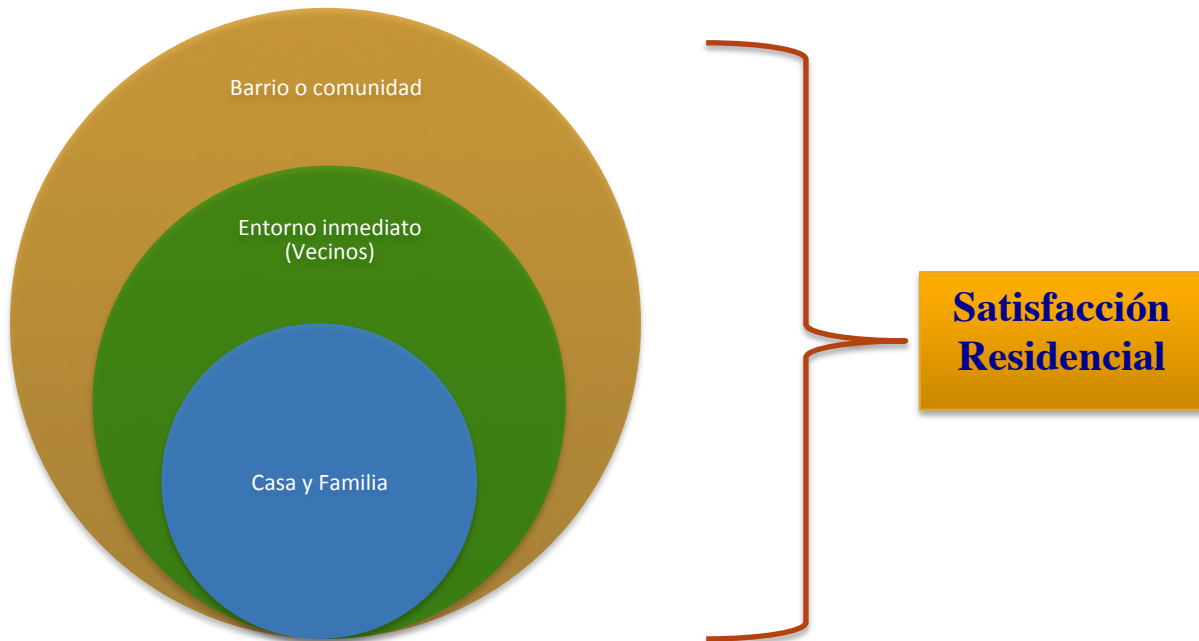 Barrio o comunidad
Entorno inmediato
(Vecinos)
Casa y Familia
Satisfacción
Residencial